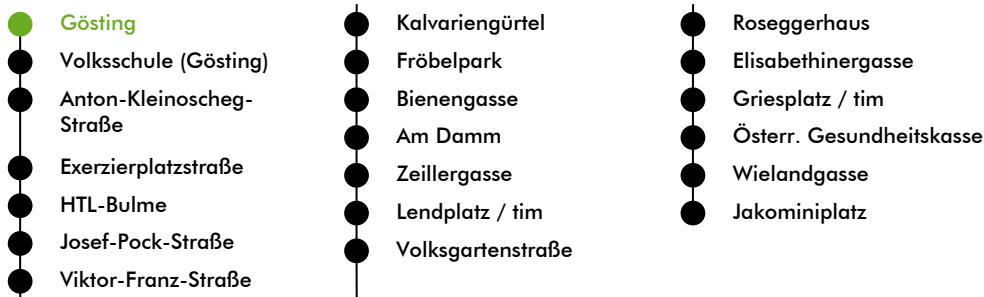 Gösting
Volksschule (Gösting)
Anton-Kleinoscheg-
Straße
Exerzierplatzstraße
HTL-Bulme
Josef-Pock-Straße
Viktor-Franz-Straße
Kalvariengürtel
Fröbelpark
Bienengasse
Am Damm
Zeillergasse
Lendplatz / tim
Volksgartenstraße
Roseggerhaus
Elisabethinergasse
Griesplatz / tim
Österr. Gesundheitskasse
Wielandgasse
Jakominiplatz